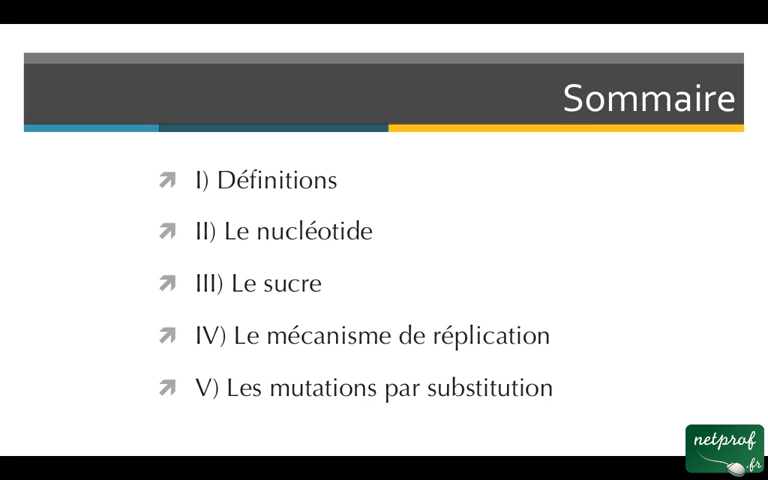 Sommaire
I) Définitions
II) Le nucléotide
III) Le sucre
IV) Le mécanisme de réplication
V) Les mutations par substitution
netprof
.fr